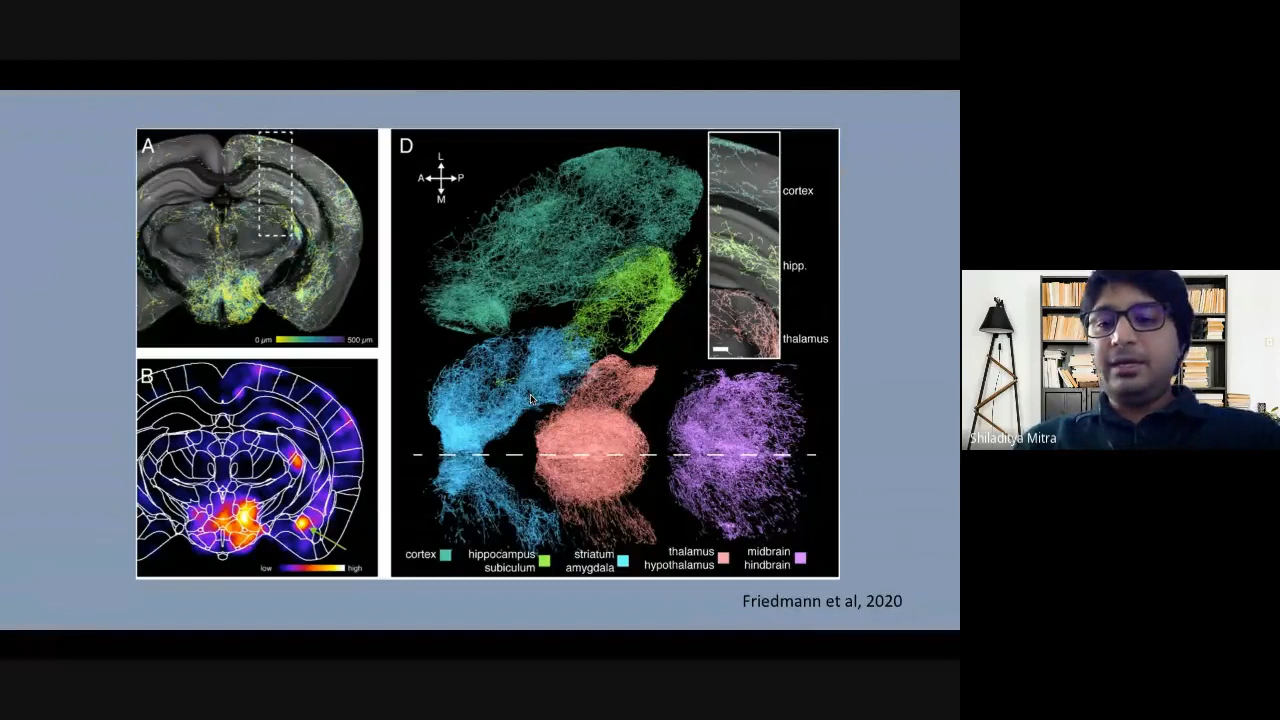 A
0 µm
500 µm
B
low
high
D
L
A
P
M
cortex
hipp.
thalamus
cortex
hippocampus
subiculum
striatum
amygdala
thalamus
hypothalamus
midbrain
hindbrain
Friedmann et al, 2020
Shiladitya Mitra